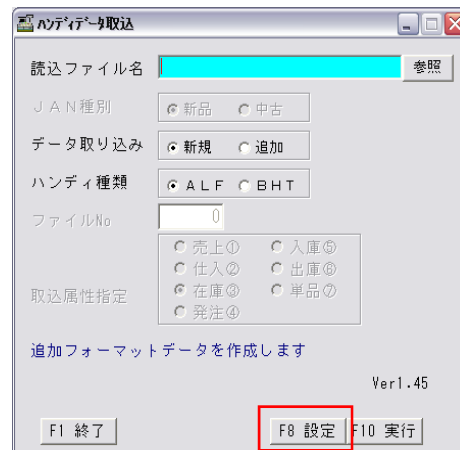 ﾊﾝﾃﾞｨﾃﾞｰﾀ取込
読込ファイル名 参照
ＪＡＮ種別 新品 中古
データ取り込み 新規 追加
ハンディ種類 ＡＬＦ ＢＨＴ
ファイルNo 0
売上① 入庫⑤
仕入② 出庫⑥
取込属性指定 在庫③ 単品⑦
発注④
追加フォーマットデータを作成します
Ver1.45
F1 終了 F8 設定 F10 実行